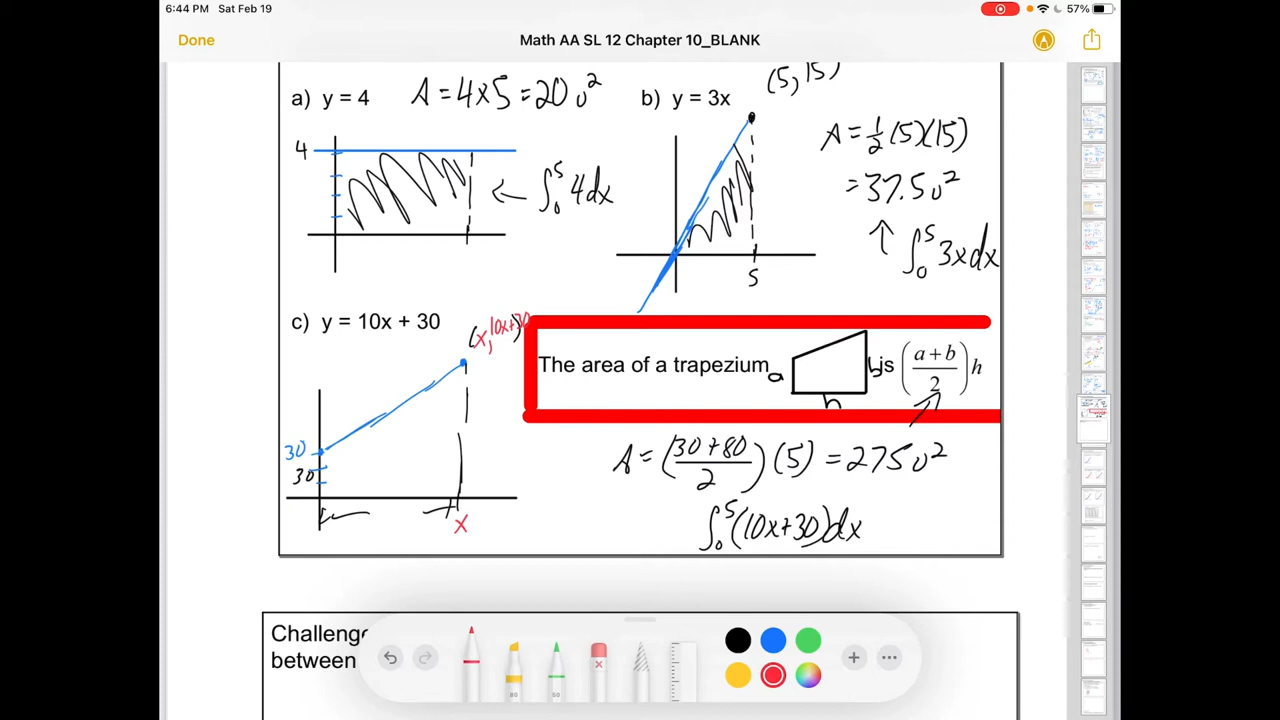 6:44 PM Sat Feb 19
57%
Done
Math AA SL 12 Chapter 10_BLANK
(5, 15)
a) y = 4
A = 4x5 = 20 u²
b) y = 3x
4
← ∫₀⁵ 4dx
A = ½ (5)(15)
= 37.5 u²
↑ ∫₀⁵ 3x dx
5
c) y = 10x + 30
(x, 10x+30)
The area of a trapezium a b h is (a+b / 2) h
30
30
x
A = (30+80 / 2) (5) = 275 u²
∫₀⁵ (10x+30) dx
Challenge
between
80
50